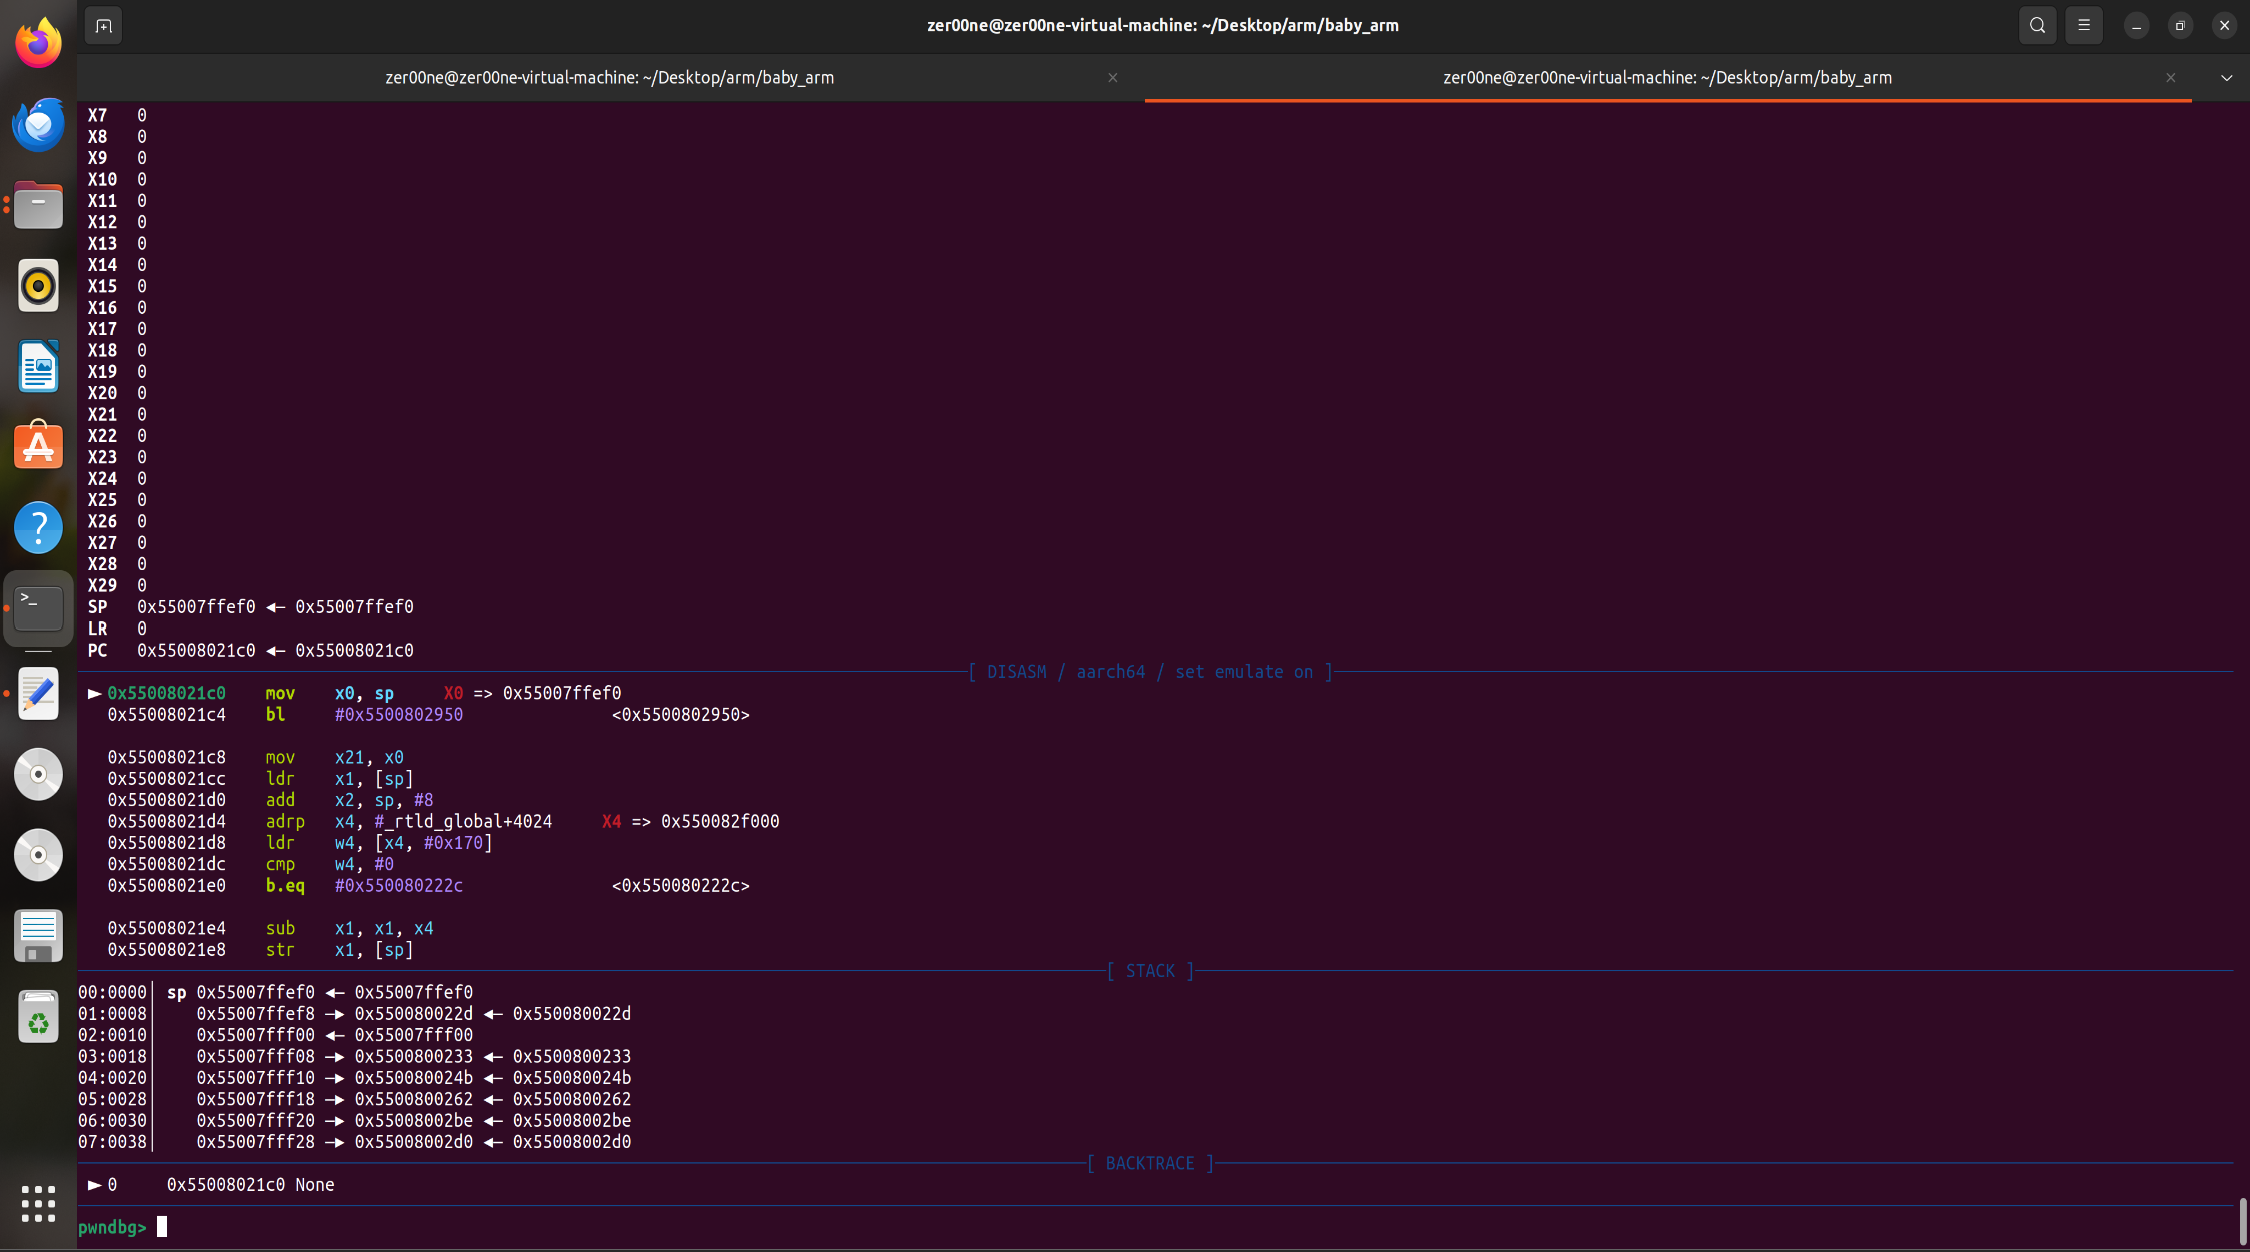 zer00ne@zer00ne-virtual-machine: ~/Desktop/arm/baby_arm
zer00ne@zer00ne-virtual-machine: ~/Desktop/arm/baby_arm
zer00ne@zer00ne-virtual-machine: ~/Desktop/arm/baby_arm
X7 0
X8 0
X9 0
X10 0
X11 0
X12 0
X13 0
X14 0
X15 0
X16 0
X17 0
X18 0
X19 0
X20 0
X21 0
X22 0
X23 0
X24 0
X25 0
X26 0
X27 0
X28 0
X29 0
SP 0x55007ffef0 ◂— 0x55007ffef0
LR 0
PC 0x55008021c0 ◂— 0x55008021c0
[ DISASM / aarch64 / set emulate on ]
► 0x55008021c0 mov x0, sp X0 => 0x55007ffef0
0x55008021c4 bl #0x5500802950 <0x5500802950>
0x55008021c8 mov x21, x0
0x55008021cc ldr x1, [sp]
0x55008021d0 add x2, sp, #8
0x55008021d4 adrp x4, #_rtld_global+4024 X4 => 0x550082f000
0x55008021d8 ldr w4, [x4, #0x170]
0x55008021dc cmp w4, #0
0x55008021e0 b.eq #0x550080222c <0x550080222c>
0x55008021e4 sub x1, x1, x4
0x55008021e8 str x1, [sp]
[ STACK ]
00:0000│ sp 0x55007ffef0 ◂— 0x55007ffef0
01:0008│ 0x55007ffef8 —▸ 0x550080022d ◂— 0x550080022d
02:0010│ 0x55007fff00 ◂— 0x55007fff00
03:0018│ 0x55007fff08 —▸ 0x5500800233 ◂— 0x5500800233
04:0020│ 0x55007fff10 —▸ 0x550080024b ◂— 0x550080024b
05:0028│ 0x55007fff18 —▸ 0x5500800262 ◂— 0x5500800262
06:0030│ 0x55007fff20 —▸ 0x55008002be ◂— 0x55008002be
07:0038│ 0x55007fff28 —▸ 0x55008002d0 ◂— 0x55008002d0
[ BACKTRACE ]
► 0 0x55008021c0 None
pwndbg>